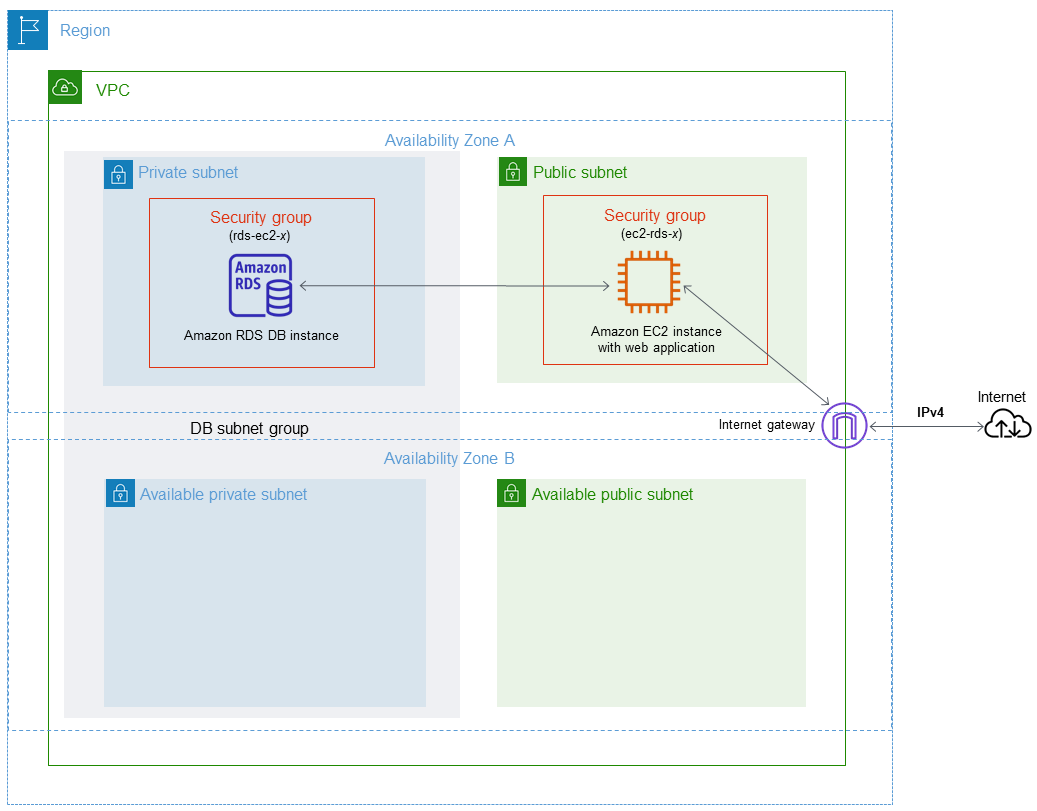 Region
VPC
Availability Zone A
Private subnet
Public subnet
Security group
(rds-ec2-x)
Amazon
RDS
Amazon RDS DB instance
Security group
(ec2-rds-x)
Amazon EC2 instance
with web application
Internet
IPv4
Internet gateway
DB subnet group
Availability Zone B
Available private subnet
Available public subnet